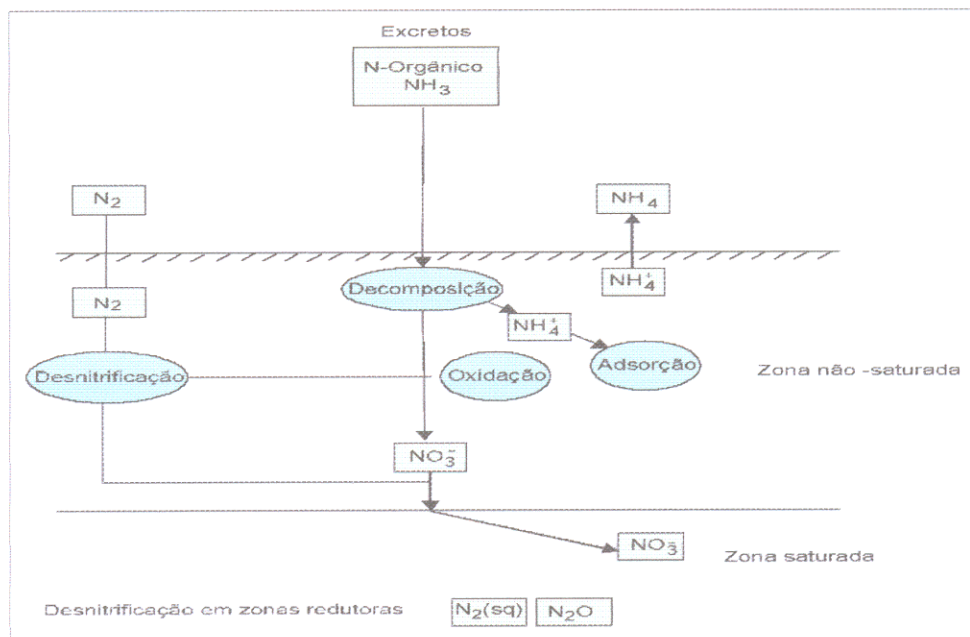 Excretos
N-Orgânico
NH3
N2
NH4
N2
Decomposição
NH4+
NH4+
Desnitrificação
Oxidação
Adsorção
Zona não -saturada
NO3-
NO3-
Zona saturada
Desnitrificação em zonas redutoras
N2(sq)
N2O